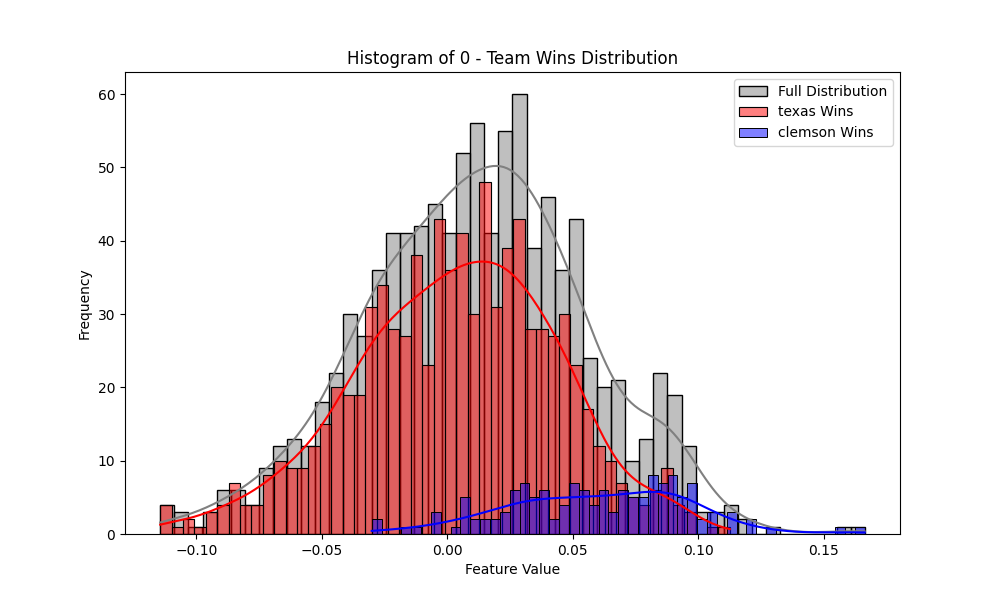 Histogram of 0 - Team Wins Distribution
Full Distribution
texas Wins
clemson Wins
Frequency
60
50
40
30
20
10
0
−0.10
−0.05
0.00
0.05
0.10
0.15
Feature Value